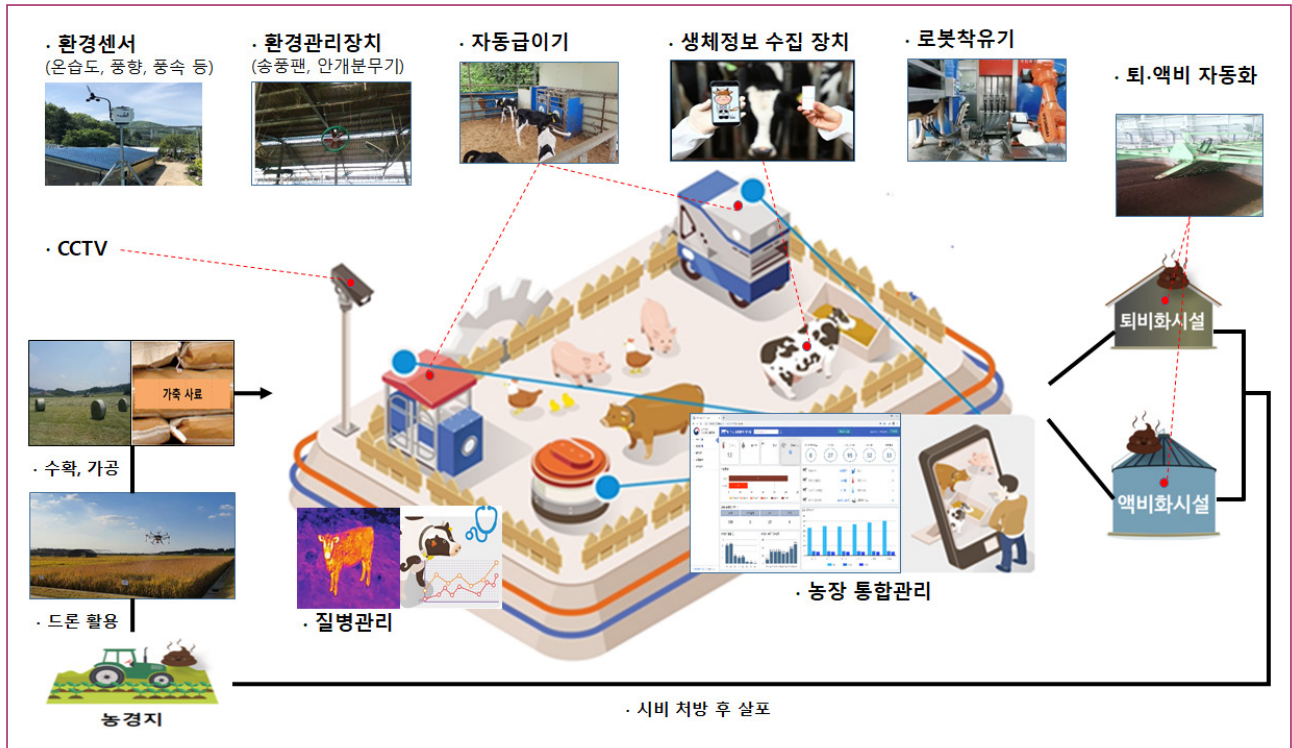 · 환경센서
(온습도, 풍향, 풍속 등)
· 환경관리장치
(송풍팬, 안개분무기)
· 자동급이기
· 생체정보 수집 장치
· 로봇착유기
· 퇴·액비 자동화
· CCTV
퇴비화시설
가축 사료
· 수확, 가공
액비화시설
· 농장 통합관리
· 드론 활용
· 질병관리
농경지
· 시비 처방 후 살포